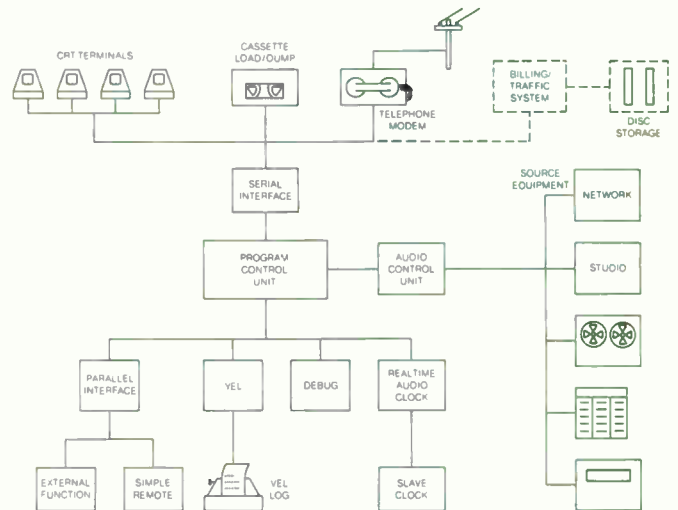 CRT TERMINALS
CASSETTE
LOAD/DUMP
TELEPHONE
MODEM
BILLING/
TRAFFIC
SYSTEM
DISC
STORAGE
SERIAL
INTERFACE
SOURCE
EQUIPMENT
NETWORK
PROGRAM
CONTROL
UNIT
AUDIO
CONTROL
UNIT
STUDIO
PARALLEL
INTERFACE
YEL
DEBUG
REALTIME
AUDIO
CLOCK
EXTERNAL
FUNCTION
SIMPLE
REMOTE
VEL
LOG
SLAVE
CLOCK